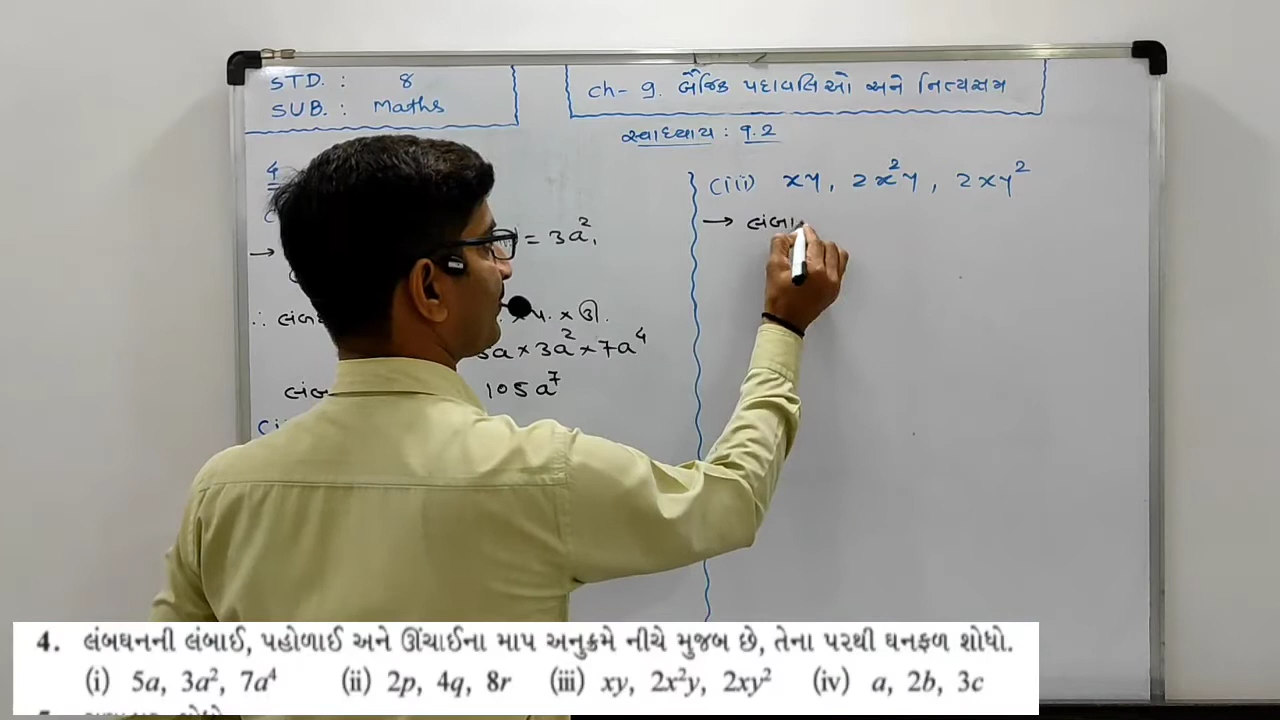 STD. : 8
SUB. : Maths
ch- 9. બૈજિક પદાવલિઓ અને નિત્યસમ
સ્વાધ્યાય : 9.2
4
= 3a²,
× પ. × ઊ.
5a × 3a² × 7a⁴
105a⁷
(iii) xy, 2x²y, 2xy²
→ લંબા
4. લંબઘનની લંબાઈ, પહોળાઈ અને ઊંચાઈના માપ અનુક્રમે નીચે મુજબ છે, તેના પરથી ઘનફળ શોધો.
(i) 5a, 3a², 7a⁴ (ii) 2p, 4q, 8r (iii) xy, 2x²y, 2xy² (iv) a, 2b, 3c